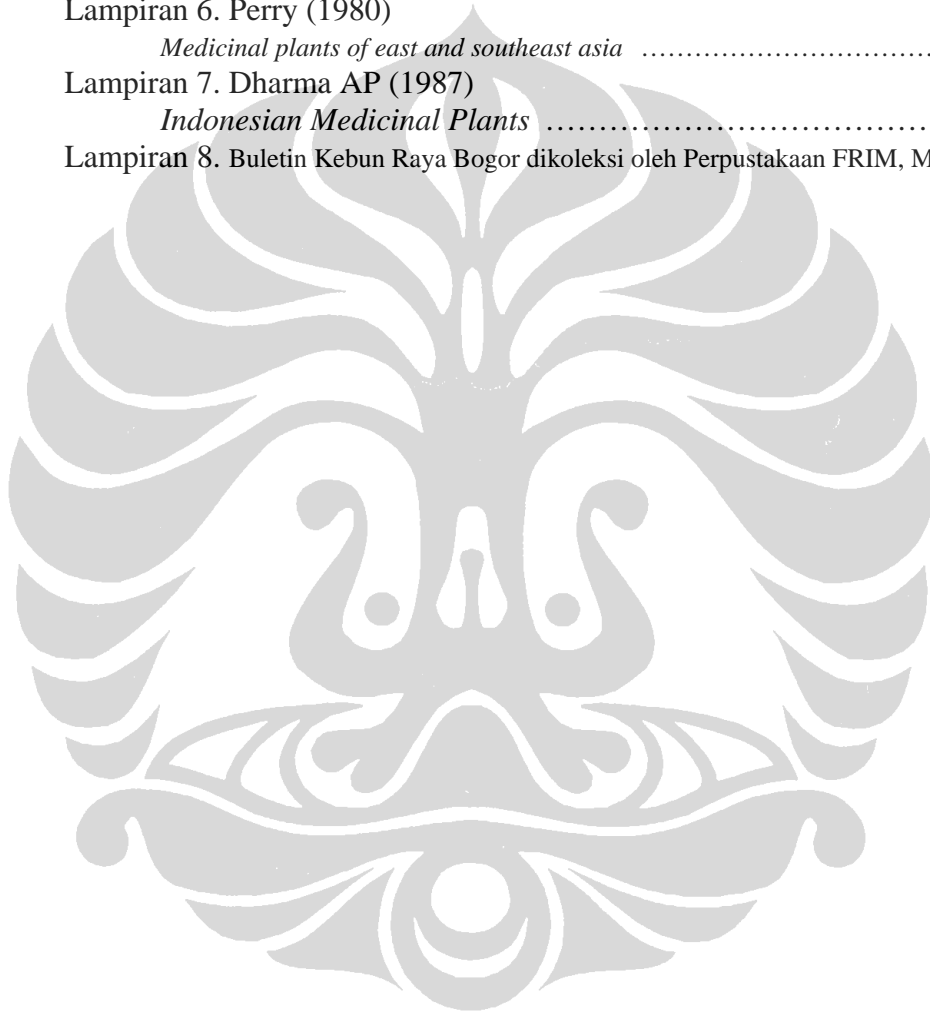 Lampiran 6. Perry (1980)
Medicinal plants of east and southeast asia ……………………………
Lampiran 7. Dharma AP (1987)
Indonesian Medicinal Plants ………………………………
Lampiran 8. Buletin Kebun Raya Bogor dikoleksi oleh Perpustakaan FRIM, M